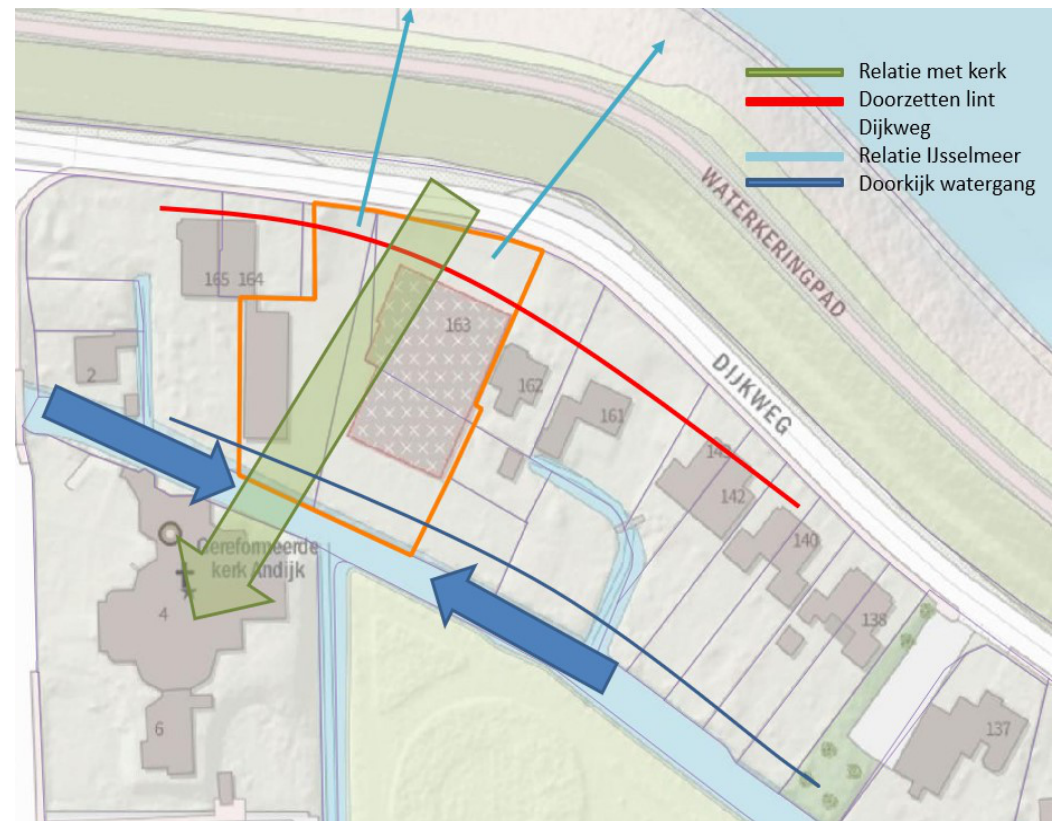 Relatie met kerk
Doorzetten lint
Dijkweg
Relatie IJsselmeer
Doorkijk watergang
WATERKERINGPAD
DIJKWEG
165 164
163
2
162
161
143
142
140
138
137
Gereformeerde
kerk Andijk
4
6